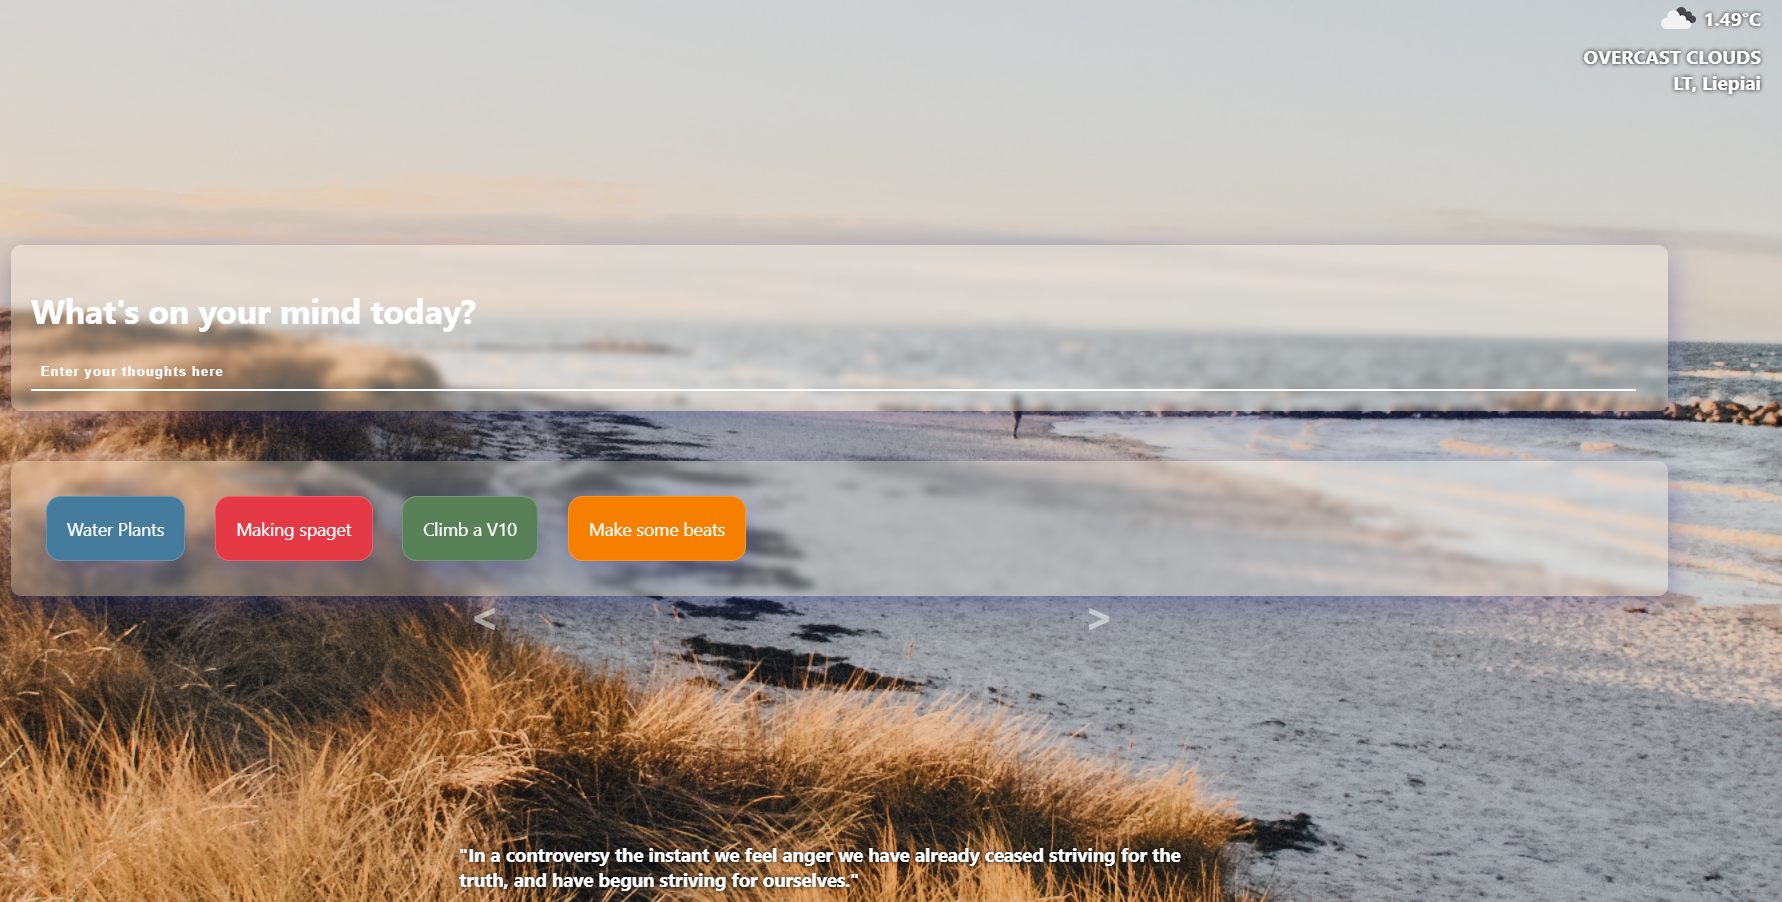 1.49°C
OVERCAST CLOUDS
LT, Liepiai
What's on your mind today?
Enter your thoughts here
Water Plants
Making spaget
Climb a V10
Make some beats
< >
"In a controversy the instant we feel anger we have already ceased striving for the
truth, and have begun striving for ourselves."